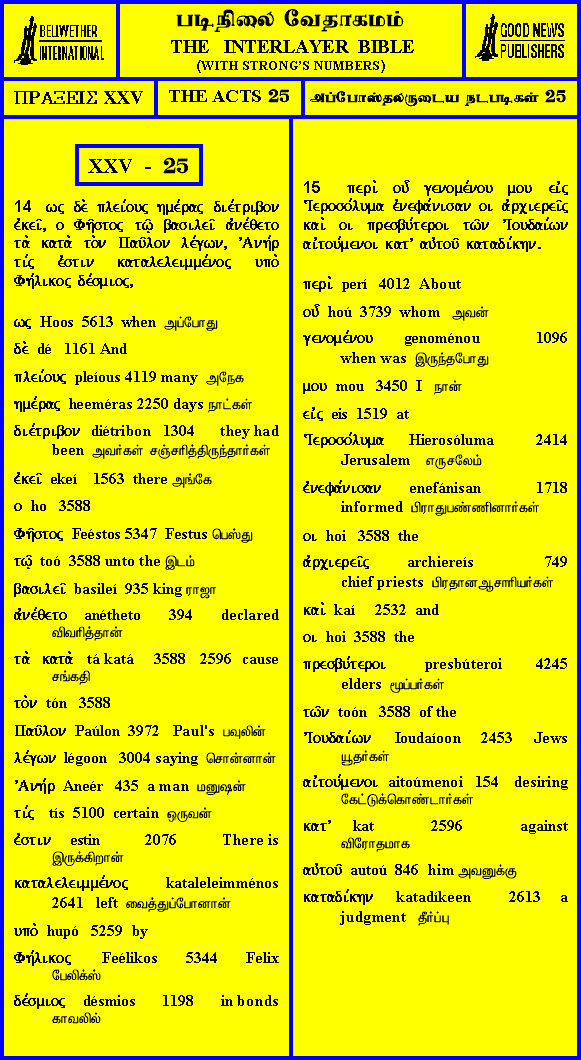 BELLWETHER
INTERNATIONAL
படிநிலை வேதாகமம்
THE INTERLAYER BIBLE
(WITH STRONG'S NUMBERS)
GOOD NEWS
PUBLISHERS
ΠΡΑΞΕΙΣ XXV
THE ACTS 25
அப்போஸ்தலருடைய நடபடிகள் 25
XXV - 25
14 ως δὲ πλείους ημέρας διέτριβον
ἐκεῖ, ο Φῆστος τῷ βασιλεῖ ἀνέθετο
τὰ κατὰ τὸν Παῦλον λέγων, Ἀνήρ
τίς ἐστιν καταλελειμμένος υπὸ
Φήλικος δέσμιος,
ως Hoos 5613 when அப்போது
δὲ dé 1161 And
πλείους pleíous 4119 many அநேக
ημέρας heeméras 2250 days நாட்கள்
διέτριβον diétribon 1304 they had
been அவர்கள் சஞ்சரித்திருந்தார்கள்
ἐκεῖ ekeí 1563 there அங்கே
ο ho 3588
Φῆστος Feéstos 5347 Festus பெஸ்து
τῷ toó 3588 unto the இடம்
βασιλεῖ basileí 935 king ராஜா
ἀνέθετο anétheto 394 declared
விவரித்தான்
τὰ κατὰ tá katá 3588 2596 cause
சங்கதி
τὸν tón 3588
Παῦλον Paúlon 3972 Paul's பவுலின்
λέγων légoon 3004 saying சொன்னான்
Ἀνήρ Aneér 435 a man மனுஷன்
τίς tís 5100 certain ஒருவன்
ἐστιν estin 2076 There is
இருக்கிறான்
καταλελειμμένος kataleleimménos
2641 left வைத்துப்போனான்
υπὸ hupó 5259 by
Φήλικος Feélikos 5344 Felix
பேலிக்ஸ்
δέσμιος désmios 1198 in bonds
காவலில்
15 περὶ οὗ γενομένου μου εἰς
Ἱεροσόλυμα ἐνεφάνισαν οι ἀρχιερεῖς
καὶ οι πρεσβύτεροι τῶν Ἰουδαίων
αἰτούμενοι κατ' αὐτοῦ καταδίκην.
περὶ perí 4012 About
οὗ hoú 3739 whom அவன்
γενομένου genoménou 1096
when was இருந்தபோது
μου mou 3450 I நான்
εἰς eis 1519 at
Ἱεροσόλυμα Hierosóluma 2414
Jerusalem எருசலேம்
ἐνεφάνισαν enefánisan 1718
informed பிராதுபண்ணினார்கள்
οι hoi 3588 the
ἀρχιερεῖς archiereís 749
chief priests பிரதானஆசாரியர்கள்
καὶ kaí 2532 and
οι hoi 3588 the
πρεσβύτεροι presbúteroi 4245
elders மூப்பர்கள்
τῶν toón 3588 of the
Ἰουδαίων Ioudaíoon 2453 Jews
யூதர்கள்
αἰτούμενοι aitoúmenoi 154 desiring
கேட்டுக்கொண்டார்கள்
κατ' kat 2596 against
விரோதமாக
αὐτοῦ autoú 846 him அவனுக்கு
καταδίκην katadíkeen 2613 a
judgment தீர்ப்பு